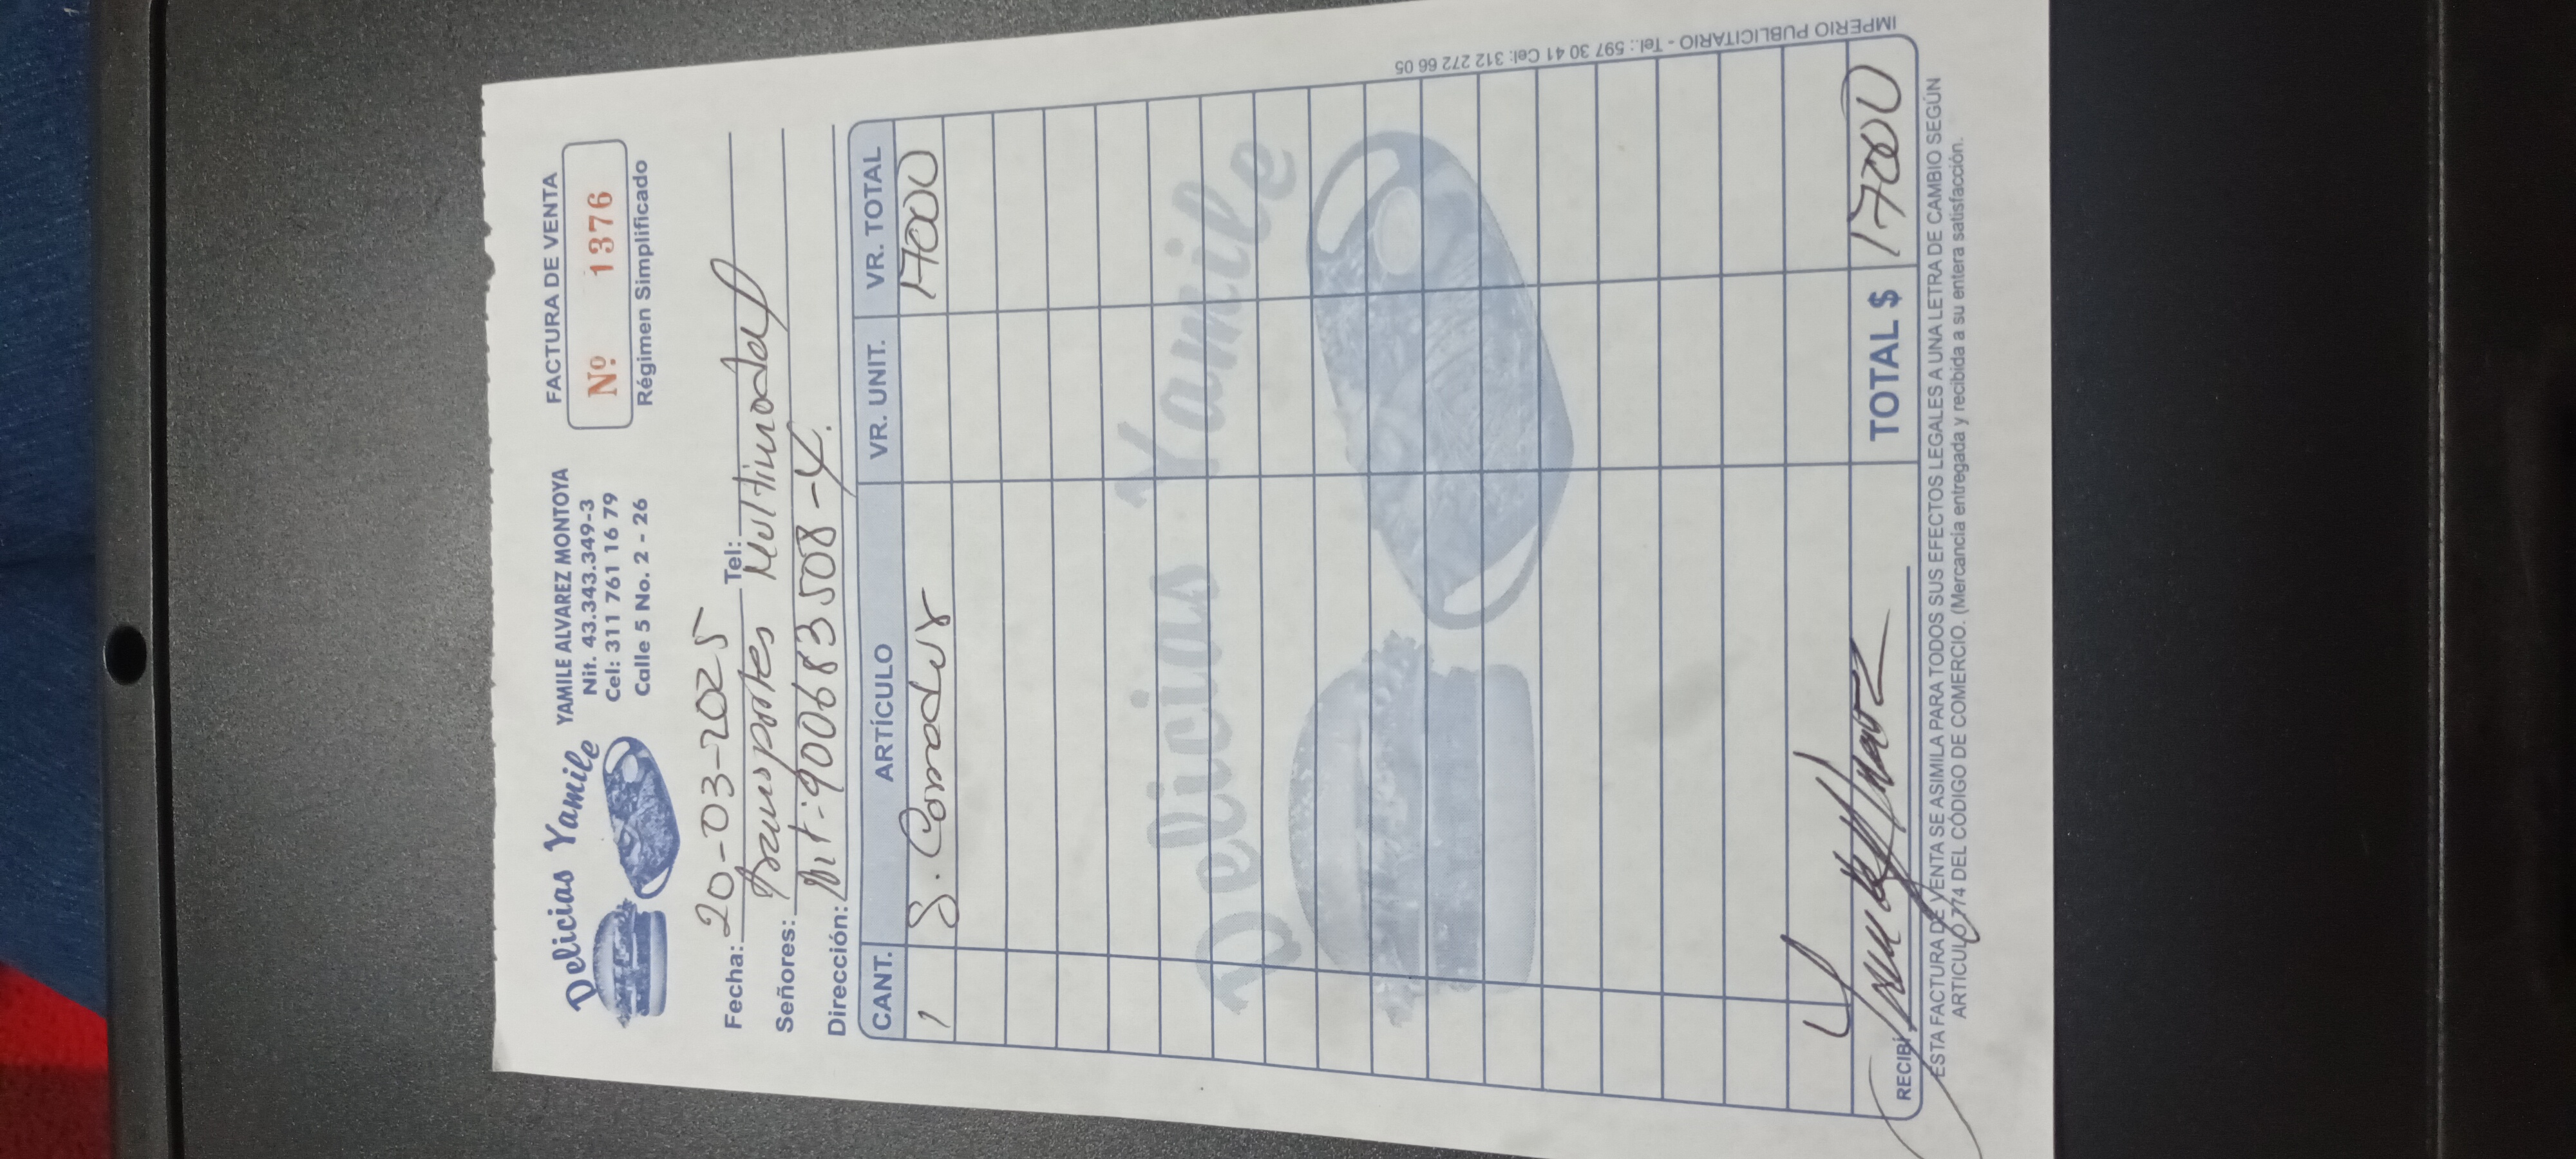 Delicias Yamile
YAMILE ALVAREZ MONTOYA
Nit. 43.343.349-3
Cel: 311 761 16 79
Calle 5 No. 2 - 26
FACTURA DE VENTA
Nº 1376
Régimen Simplificado
Fecha: 20-03-2025 Tel:
Señores: Transportes Multimodal
Dirección: Nit: 900683508-4.
CANT. ARTÍCULO VR. UNIT. VR. TOTAL
1 S. 17000
Delicias Yamile
TOTAL $ 17000
RECIBÍ
ESTA FACTURA DE VENTA SE ASIMILA PARA TODOS SUS EFECTOS LEGALES A UNA LETRA DE CAMBIO SEGÚN
ARTICULO 774 DEL CÓDIGO DE COMERCIO. (Mercancia entregada y recibida a su entera satisfacción.
IMPERIO PUBLICITARIO - Tel.: 597 30 41 Cel: 312 272 66 05